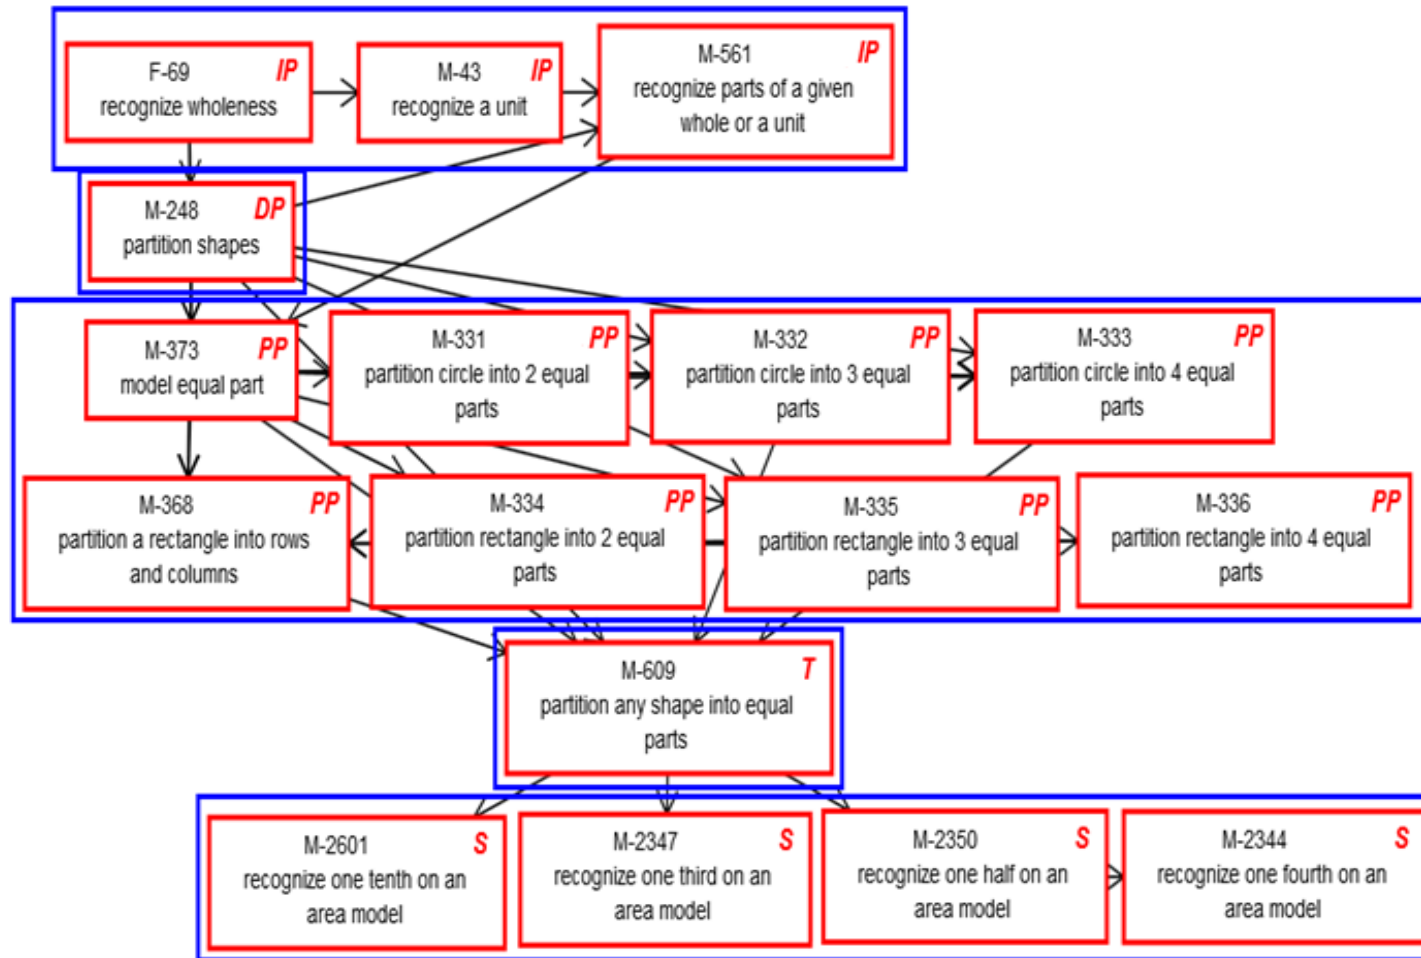 F-69 IP
recognize wholeness
M-43 IP
recognize a unit
M-561 IP
recognize parts of a given
whole or a unit
M-248 DP
partition shapes
M-373 PP
model equal part
M-331 PP
partition circle into 2 equal
parts
M-332 PP
partition circle into 3 equal
parts
M-333 PP
partition circle into 4 equal
parts
M-368 PP
partition a rectangle into rows
and columns
M-334 PP
partition rectangle into 2 equal
parts
M-335 PP
partition rectangle into 3 equal
parts
M-336 PP
partition rectangle into 4 equal
parts
M-609 T
partition any shape into equal
parts
M-2601 S
recognize one tenth on an
area model
M-2347 S
recognize one third on an
area model
M-2350 S
recognize one half on an
area model
M-2344 S
recognize one fourth on an
area model